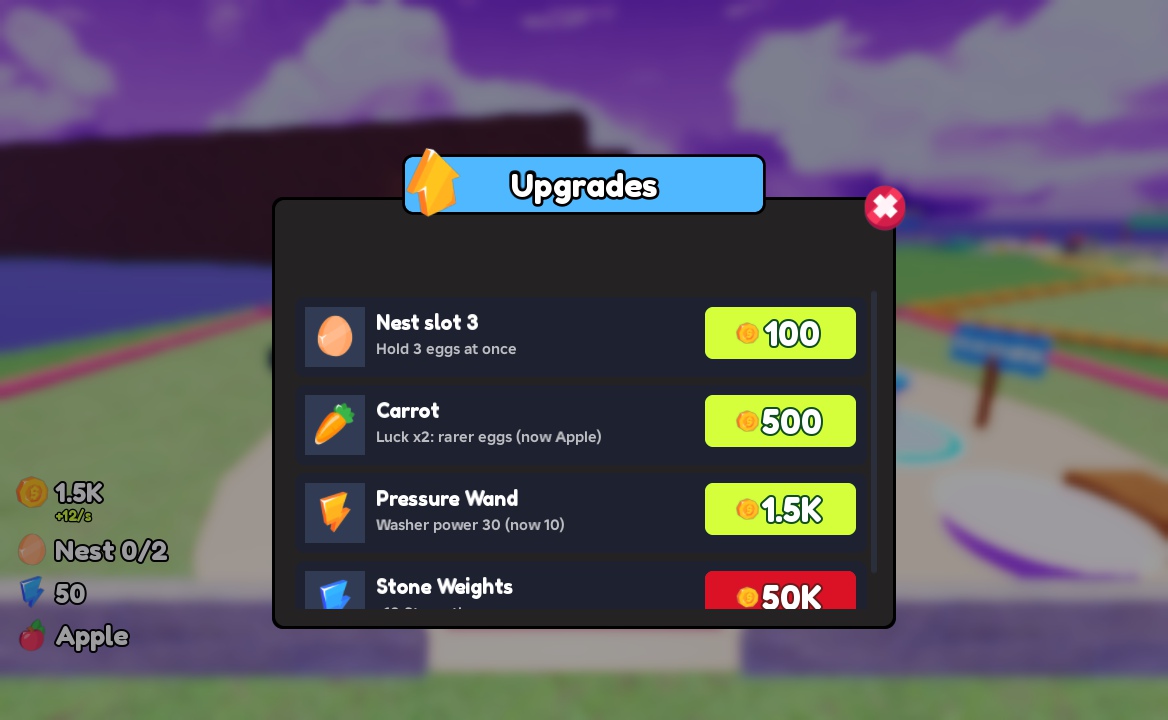 Upgrades
Nest slot 3
Hold 3 eggs at once
100
Carrot
Luck x2: rarer eggs (now Apple)
500
Pressure Wand
Washer power 30 (now 10)
1.5K
Stone Weights
50K
1.5K
+12/s
Nest 0/2
50
Apple